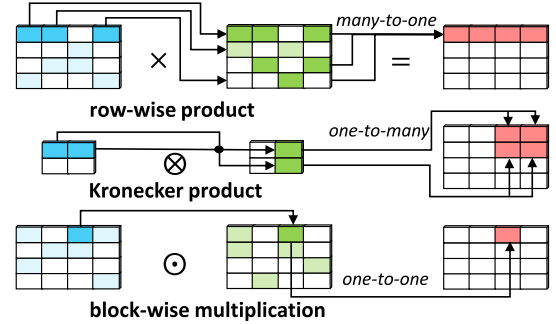 many-to-one
×
=
row-wise product
one-to-many
⊗
Kronecker product
⊙
one-to-one
block-wise multiplication